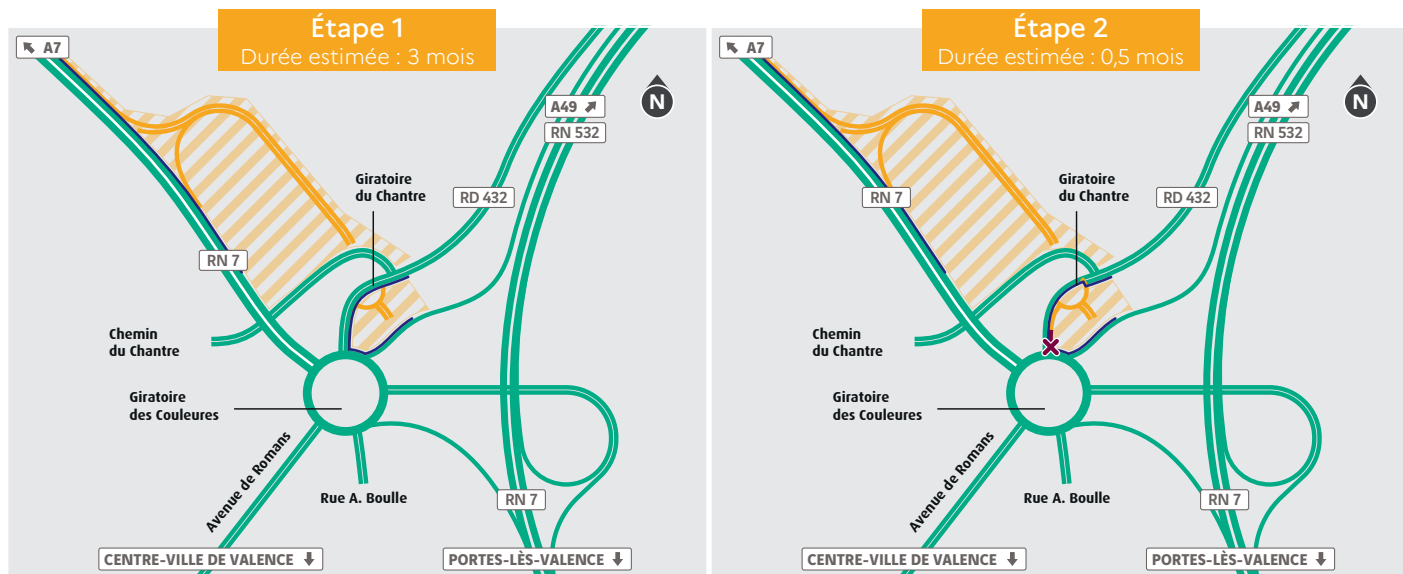 Étape 1
Durée estimée : 3 mois
A7
N
A49
RN 532
Giratoire
du Chantre
RD 432
RN 7
Chemin
du Chantre
Giratoire
des Couleures
Avenue de Romans
Rue A. Boulle
RN 7
CENTRE-VILLE DE VALENCE
PORTES-LÈS-VALENCE
Étape 2
Durée estimée : 0,5 mois
A7
N
A49
RN 532
Giratoire
du Chantre
RN 7
RD 432
Chemin
du Chantre
Giratoire
des Couleures
Avenue de Romans
Rue A. Boulle
RN 7
CENTRE-VILLE DE VALENCE
PORTES-LÈS-VALENCE